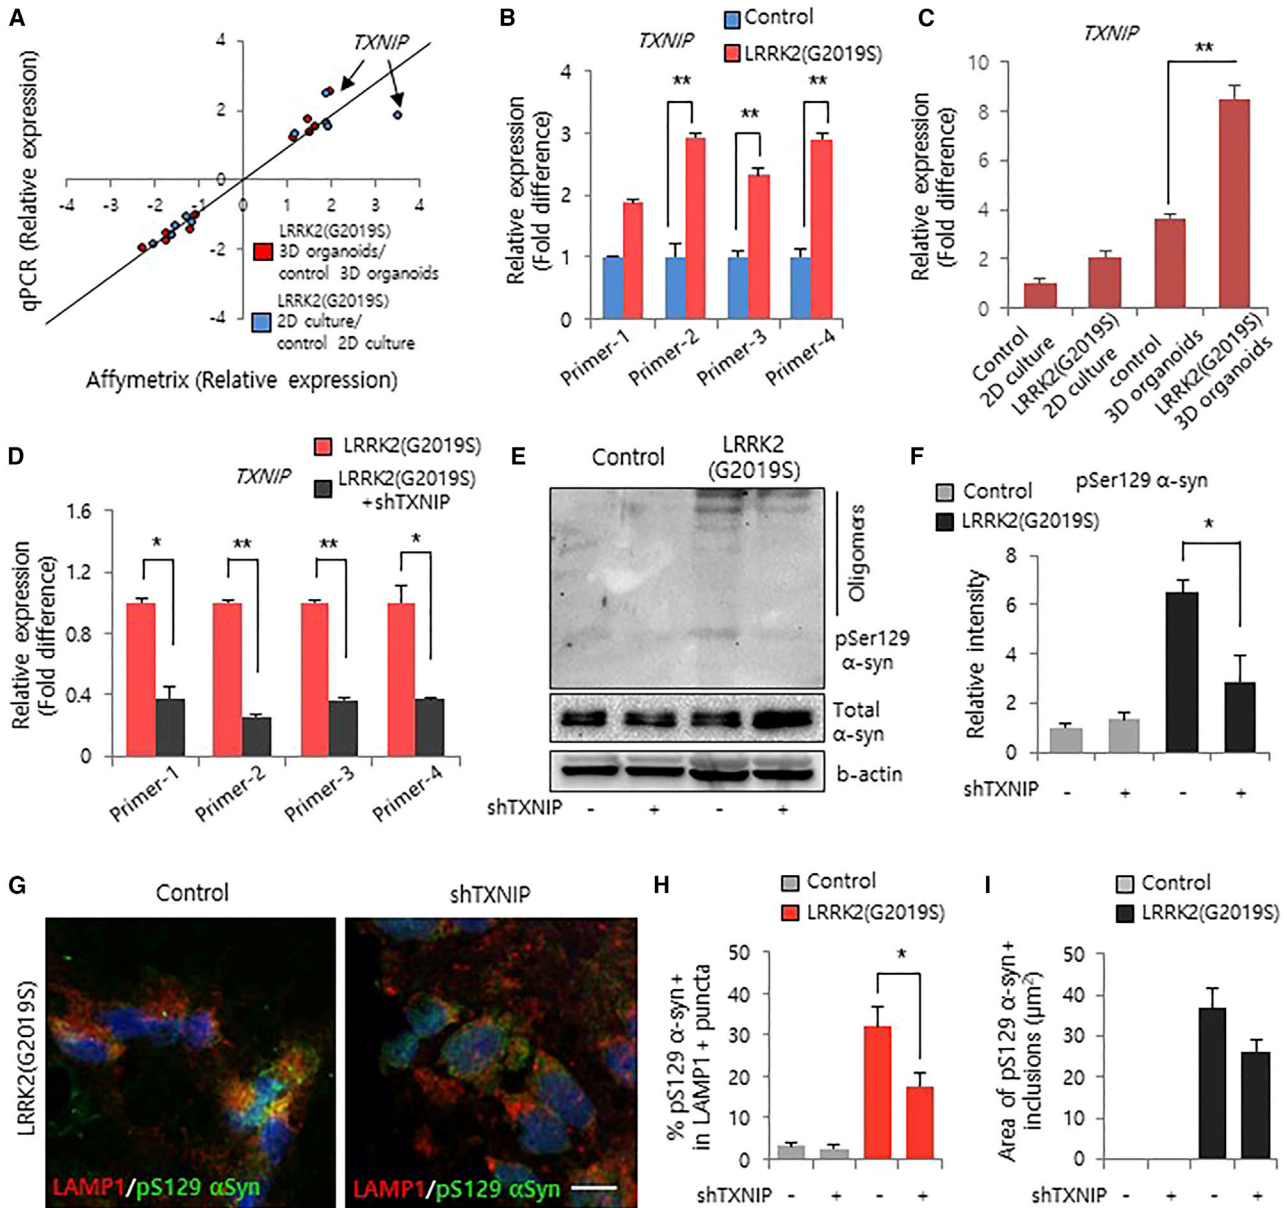 A
qPCR (Relative expression)
4
2
0
-2
-4
-4 -3 -2 -1 0 1 2 3 4
TXNIP
LRRK2(G2019S)
3D organoids/
control 3D organoids
LRRK2(G2019S)
2D culture/
control 2D culture
Affymetrix (Relative expression)
B
Control
LRRK2(G2019S)
TXNIP
Relative expression
(Fold difference)
4
3
2
1
0
** ** **
Primer-1 Primer-2 Primer-3 Primer-4
C
TXNIP
**
Relative expression
(Fold difference)
10
8
6
4
2
0
Control
2D culture
LRRK2(G2019S)
2D culture
control
3D organoids
LRRK2(G2019S)
3D organoids
D
LRRK2(G2019S)
LRRK2(G2019S)
+shTXNIP
TXNIP
Relative expression
(Fold difference)
1.6
1.2
0.8
0.4
0
* ** ** *
Primer-1 Primer-2 Primer-3 Primer-4
E
Control
LRRK2
(G2019S)
Oligomers
pSer129
α-syn
Total
α-syn
b-actin
shTXNIP - + - +
F
Control
LRRK2(G2019S)
pSer129 α-syn
*
Relative intensity
8
6
4
2
0
shTXNIP - + - +
G
Control shTXNIP
LRRK2(G2019S)
LAMP1/pS129 αSyn
LAMP1/pS129 αSyn
H
Control
LRRK2(G2019S)
*
% pS129 α-syn+
in LAMP1+ puncta
50
40
30
20
10
0
shTXNIP - + - +
I
Control
LRRK2(G2019S)
Area of pS129 α-syn+
inclusions (μm²)
50
40
30
20
10
0
shTXNIP - + - +